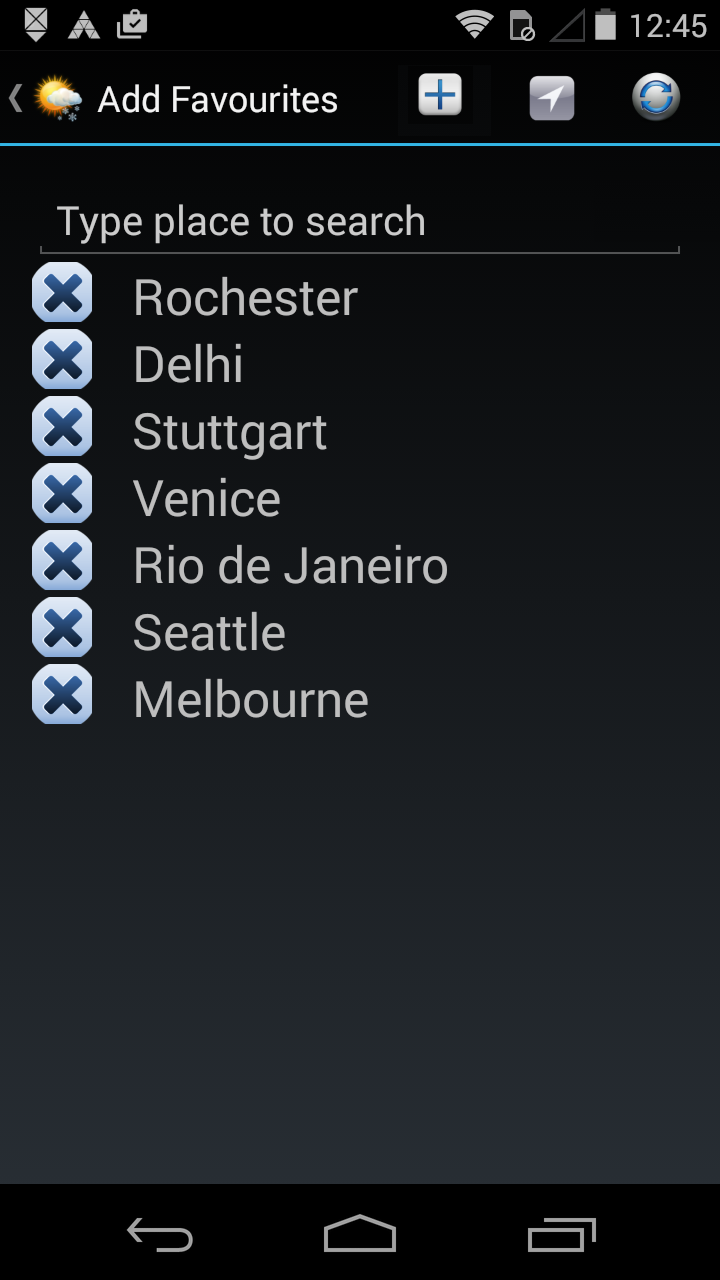 12:45
Add Favourites
Type place to search
Rochester
Delhi
Stuttgart
Venice
Rio de Janeiro
Seattle
Melbourne